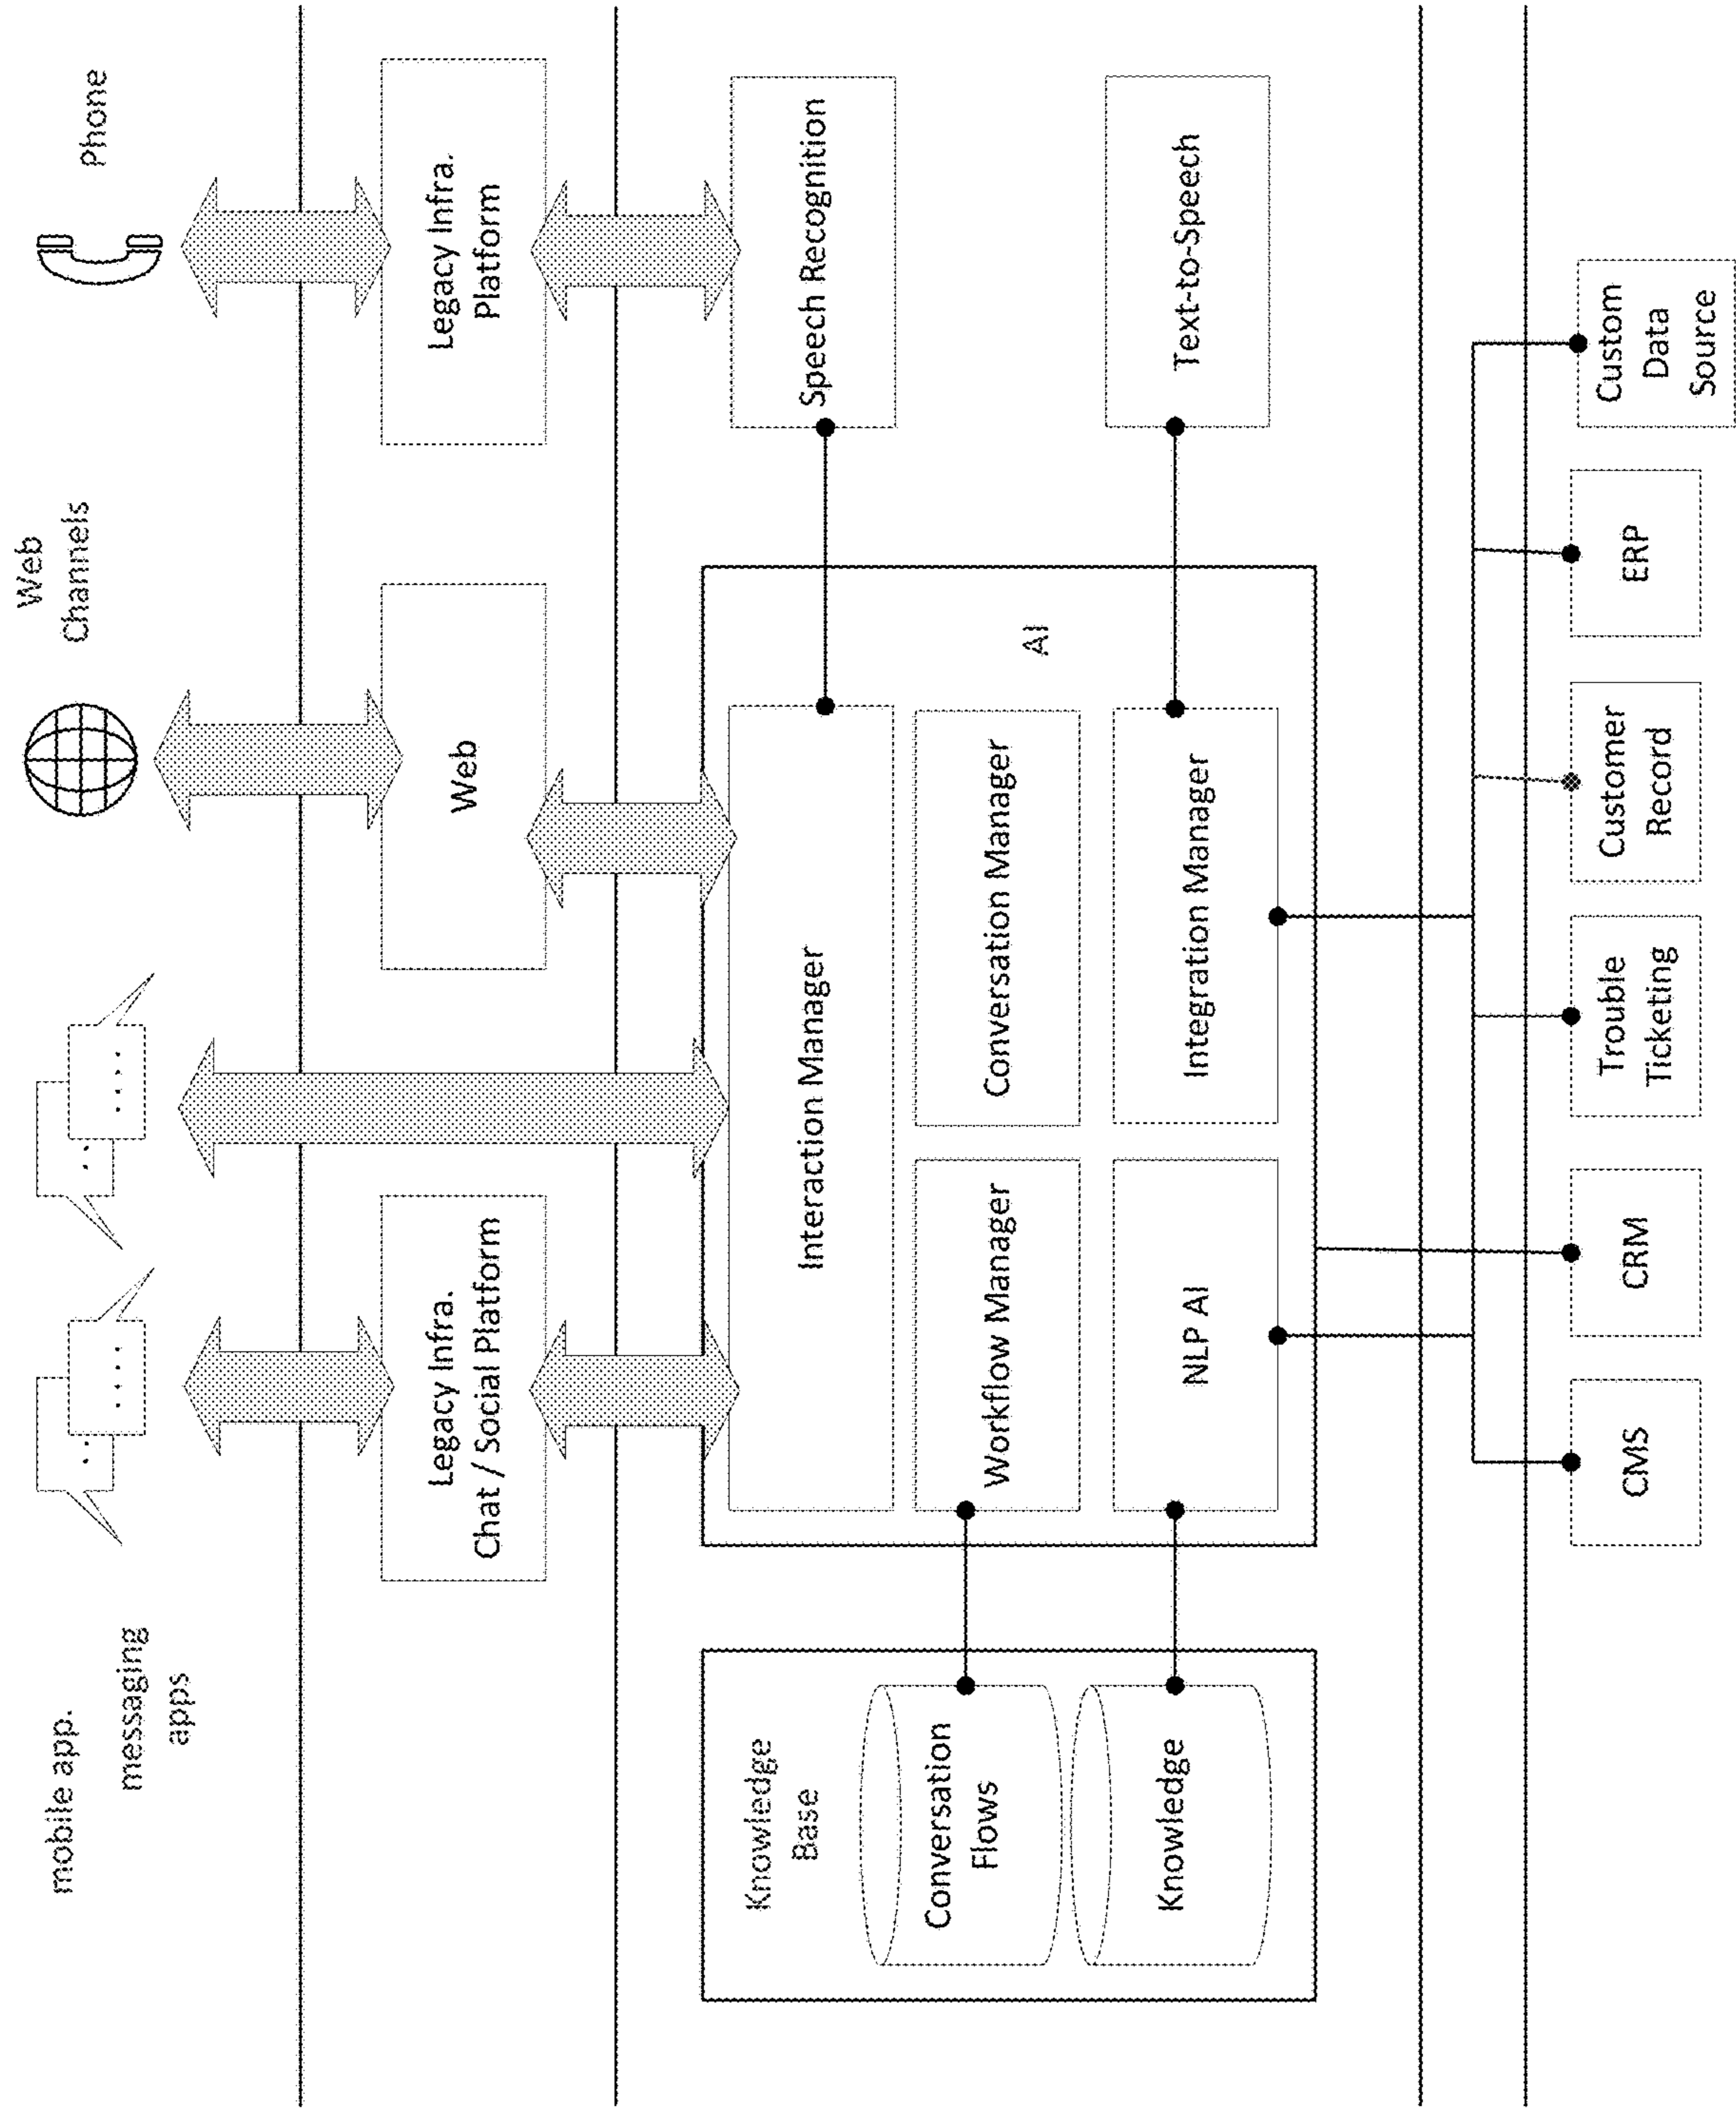 mobile app.
messaging
apps
Web
Channels
Phone
Legacy Infra.
Chat / Social Platform
Web
Legacy Infra.
Platform
Knowledge
Base
Conversation
Flows
Knowledge
Interaction Manager
Workflow Manager
Conversation Manager
NLP AI
Integration Manager
AI
Speech Recognition
Text-to-Speech
CMS
CRM
Trouble
Ticketing
Customer
Record
ERP
Custom
Data
Source